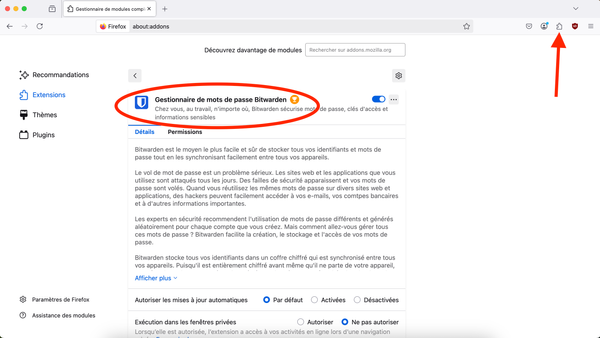 Gestionnaire de modules comp
Firefox
about:addons
Découvrez davantage de modules
Rechercher sur addons.mozilla.org
Recommandations
Extensions
Thèmes
Plugins
Gestionnaire de mots de passe Bitwarden
Chez vous, au travail, n'importe où, Bitwarden sécurise mots de passe, clés d'accès et
informations sensibles
Détails
Permissions
Bitwarden est le moyen le plus facile et sûr de stocker tous vos identifiants et mots de
passe tout en les synchronisant facilement entre tous vos appareils.
Le vol de mot de passe est un problème sérieux. Les sites web et les applications que vous
utilisez sont attaqués tous les jours. Des failles de sécurité apparaissent et vos mots de
passe sont volés. Quand vous réutilisez les mêmes mots de passe sur divers sites web et
applications, des hackers peuvent facilement accéder à vos e-mails, vos comtpes bancaires
et à d'autres informations importantes.
Les experts en sécurité recommendent l'utilisation de mots de passe différents et générés
aléatoirement pour chaque compte que vous créez. Mais comment allez-vous gérer tous
ces mots de passe ? Bitwarden facilite la création, le stockage et l'accès de vos mots de
passe.
Bitwarden stocke tous vos identifiants dans un coffre chiffré qui est synchronisé entre tous
vos appareils. Puisqu'il est entièrement chiffré avant même qu'il ne parte de votre appareil,
Afficher plus
Autoriser les mises à jour automatiques
Par défaut
Activées
Désactivées
Exécution dans les fenêtres privées
Autoriser
Ne pas autoriser
Lorsqu'elle est autorisée, l'extension a accès à vos activités en ligne lors d'une navigation
Paramètres de Firefox
Assistance des modules